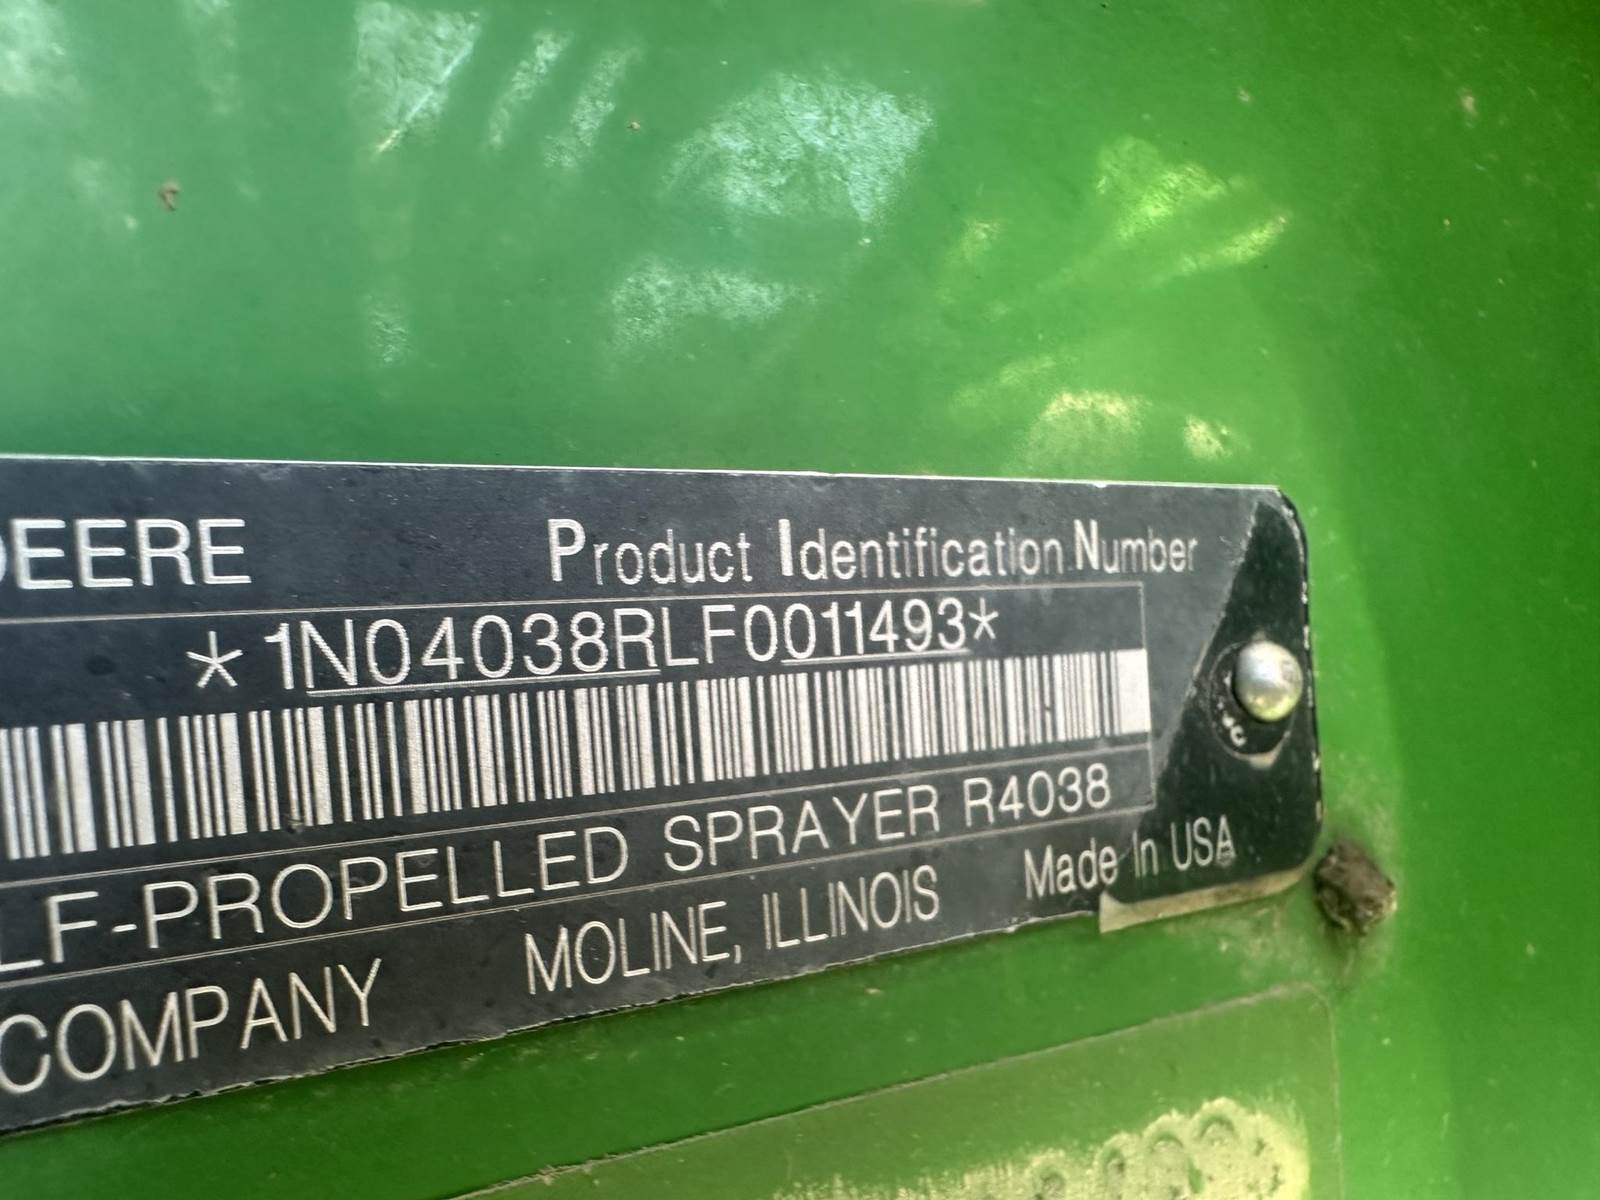 DEERE Product Identification Number
*1N04038RLF0011493*
LF-PROPELLED SPRAYER R4038
COMPANY MOLINE, ILLINOIS Made In USA